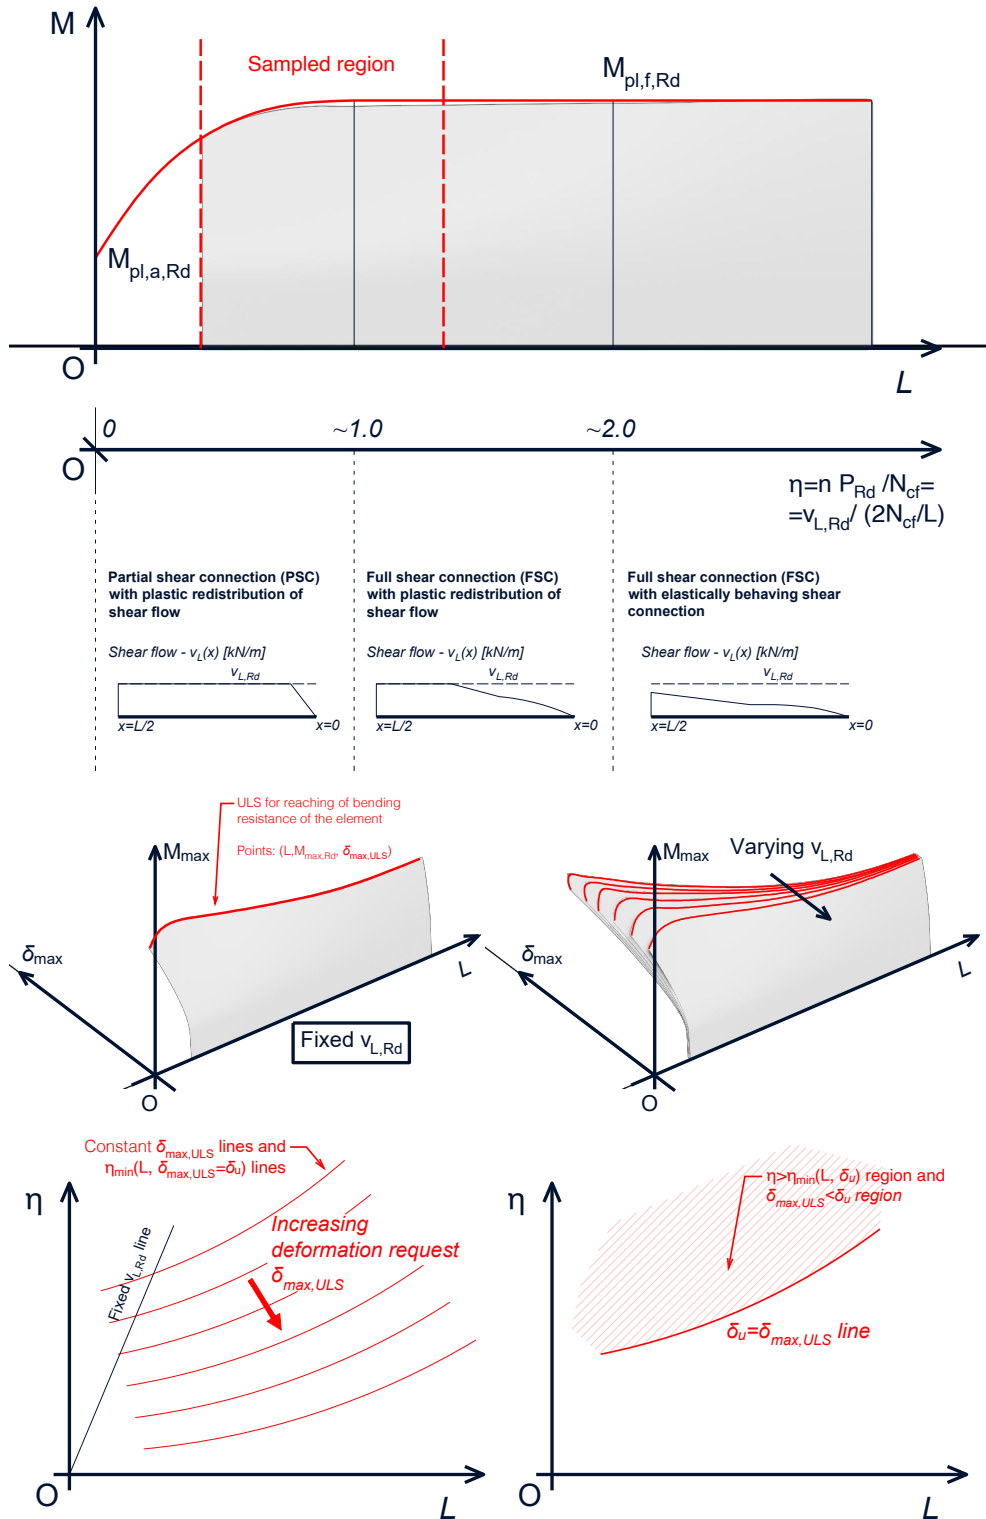 M
Sampled region
M_pl,f,Rd
M_pl,a,Rd
O
L
0
~1.0
~2.0
O
η=n P_Rd /N_cf=
=v_L,Rd/ (2N_cf/L)
Partial shear connection (PSC)
with plastic redistribution of
shear flow
Shear flow - v_L(x) [kN/m]
v_L,Rd
x=L/2
x=0
Full shear connection (FSC)
with plastic redistribution of
shear flow
Shear flow - v_L(x) [kN/m]
v_L,Rd
x=L/2
x=0
Full shear connection (FSC)
with elastically behaving shear
connection
Shear flow - v_L(x) [kN/m]
v_L,Rd
x=L/2
x=0
ULS for reaching of bending
resistance of the element
Points: (L,M_max,Rd, δ_max,ULS)
M_max
δ_max
L
Fixed v_L,Rd
O
M_max
Varying v_L,Rd
δ_max
L
O
Constant δ_max,ULS lines and
η_min(L, δ_max,ULS=δ_u) lines
η
Fixed v_L,Rd line
Increasing
deformation request
δ_max,ULS
O
L
η
η>η_min(L, δ_u) region and
δ_max,ULS<δ_u region
δ_u=δ_max,ULS line
O
L